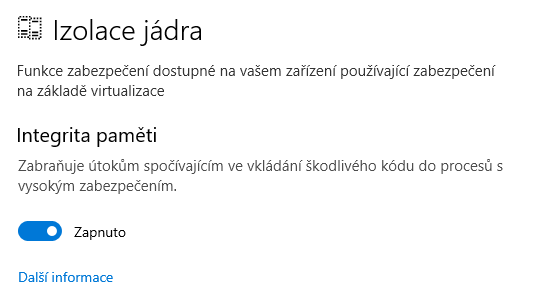 Izolace jádra
Funkce zabezpečení dostupné na vašem zařízení používající zabezpečení
na základě virtualizace
Integrita paměti
Zabraňuje útokům spočívajícím ve vkládání škodlivého kódu do procesů s
vysokým zabezpečením.
Zapnuto
Další informace